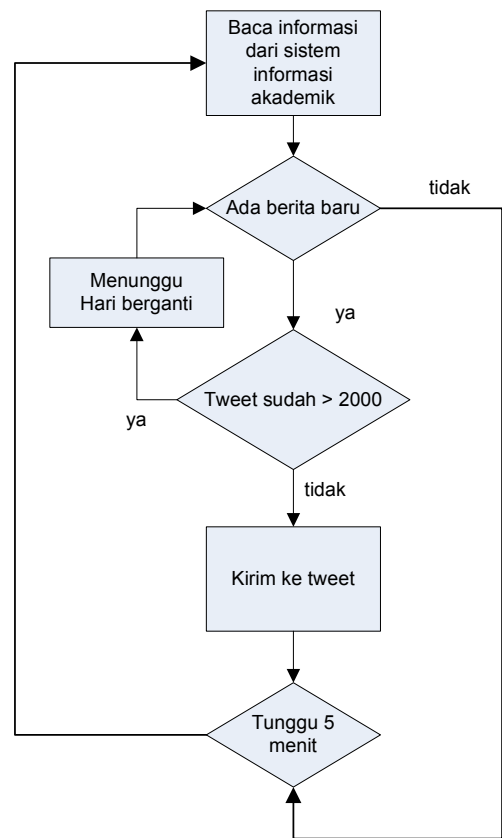 Baca informasi
dari sistem
informasi
akademik
tidak
Ada berita baru
Menunggu
Hari berganti
ya
Tweet sudah > 2000
ya
tidak
Kirim ke tweet
Tunggu 5
menit